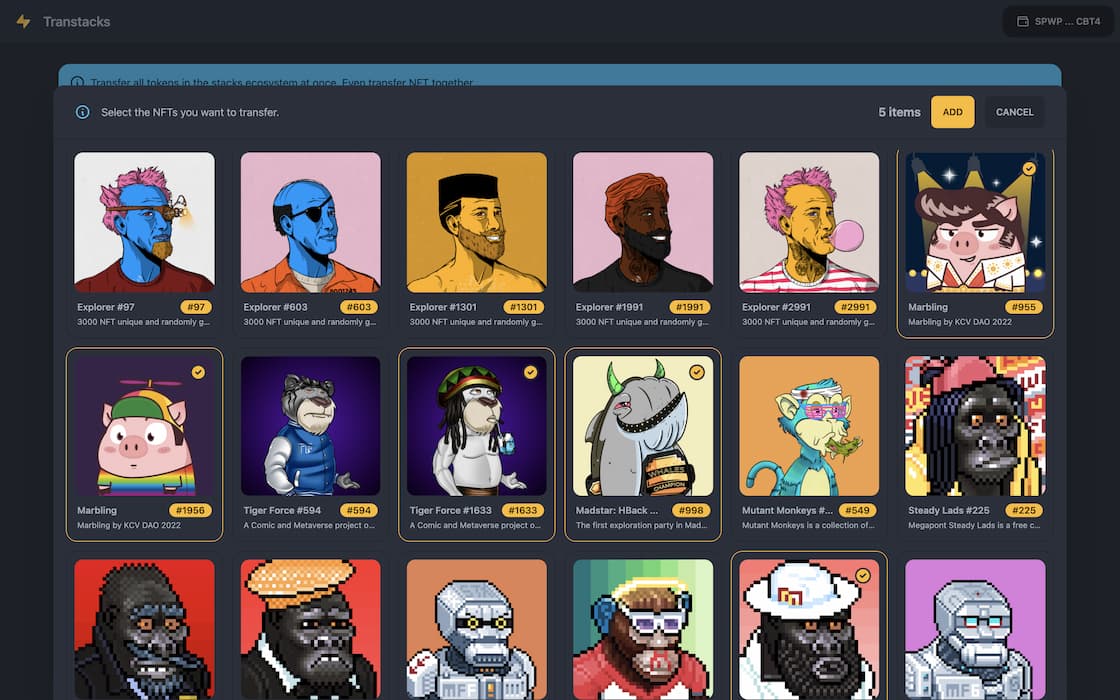 Transtacks
SPWP ... CBT4
Transfer all tokens in the stacks ecosystem at once. Even transfer NFT together
Select the NFTs you want to transfer.
5 items
ADD
CANCEL
Explorer #97 #97
3000 NFT unique and randomly g...
Explorer #603 #603
3000 NFT unique and randomly g...
Explorer #1301 #1301
3000 NFT unique and randomly g...
Explorer #1991 #1991
3000 NFT unique and randomly g...
Explorer #2991 #2991
3000 NFT unique and randomly g...
Marbling #955
Marbling by KCV DAO 2022
Marbling #1956
Marbling by KCV DAO 2022
Tiger Force #594 #594
A Comic and Metaverse project o...
Tiger Force #1633 #1633
A Comic and Metaverse project o...
WHALES
CHAMPION
Madstar: HBack ... #998
The first exploration party in Mad...
Mutant Monkeys #... #549
Mutant Monkeys is a collection of...
Steady Lads #225 #225
Megapont Steady Lads is a free c...
MFF